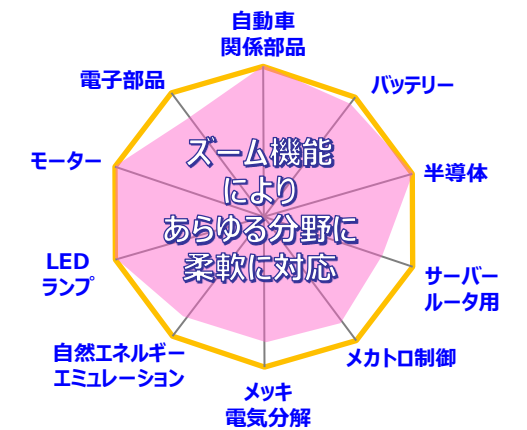 自動車
関係部品
バッテリー
半導体
サーバー
ルータ用
メカトロ制御
メッキ
電気分解
自然エネルギー
エミュレーション
LED
ランプ
モーター
電子部品
ズーム機能
により
あらゆる分野に
柔軟に対応